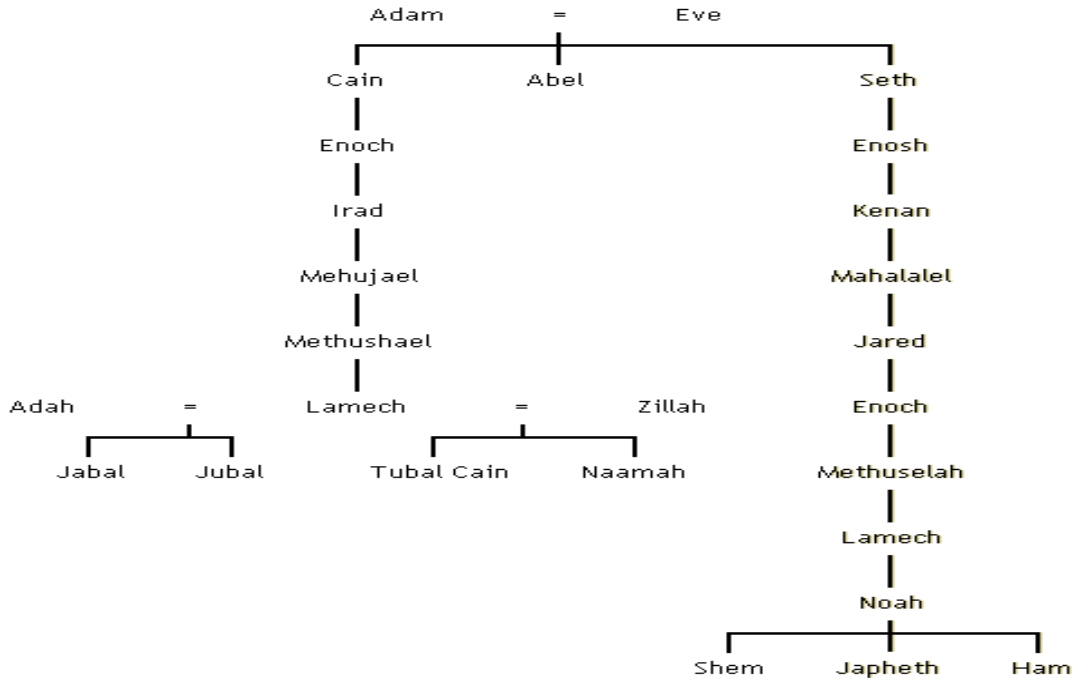 Adam = Eve
Cain Abel Seth
Enoch Enosh
Irad Kenan
Mehujael Mahalalel
Methushael Jared
Adah = Lamech = Zillah Enoch
Jabal Jubal Tubal Cain Naamah Methuselah
Lamech
Noah
Shem Japheth Ham